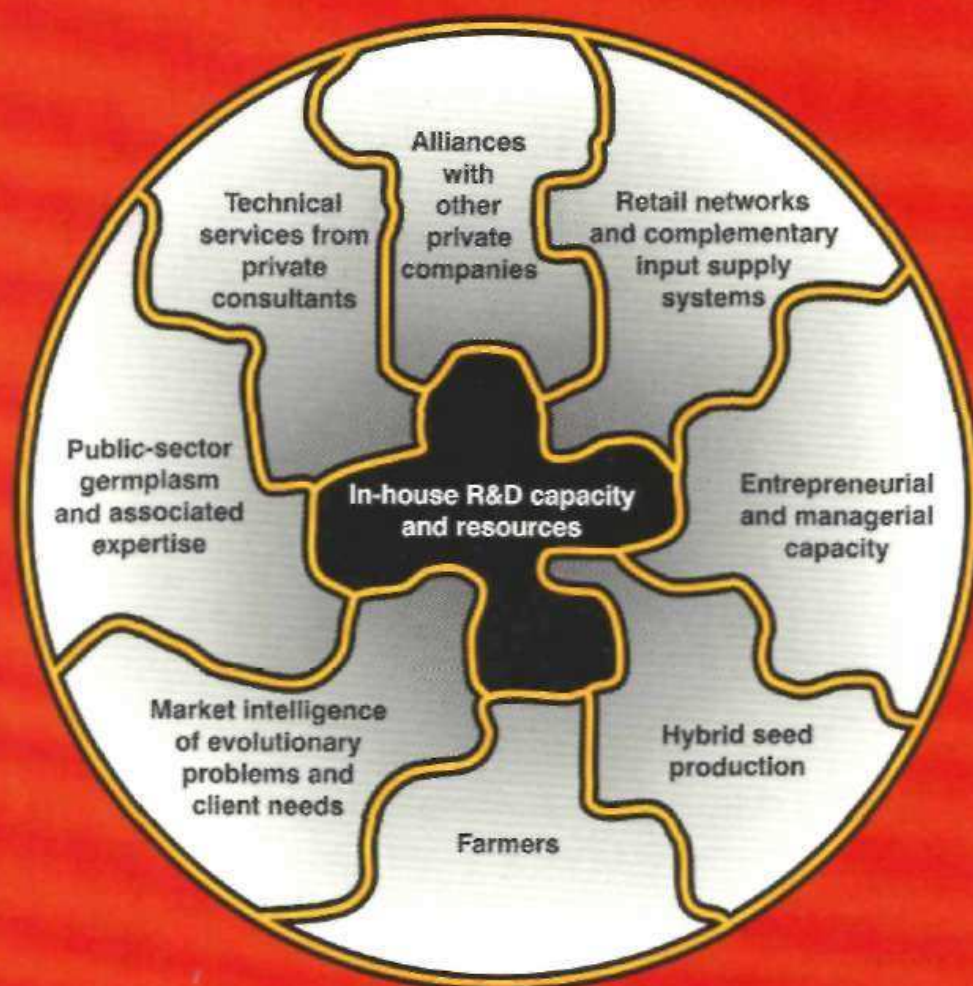 Alliances
with
other
private
companies
Technical
services from
private
consultants
Retail networks
and complementary
input supply
systems
Public-sector
germplasm
and associated
expertise
In-house R&D capacity
and resources
Entrepreneurial
and managerial
capacity
Market intelligence
of evolutionary
problems and
client needs
Hybrid seed
production
Farmers